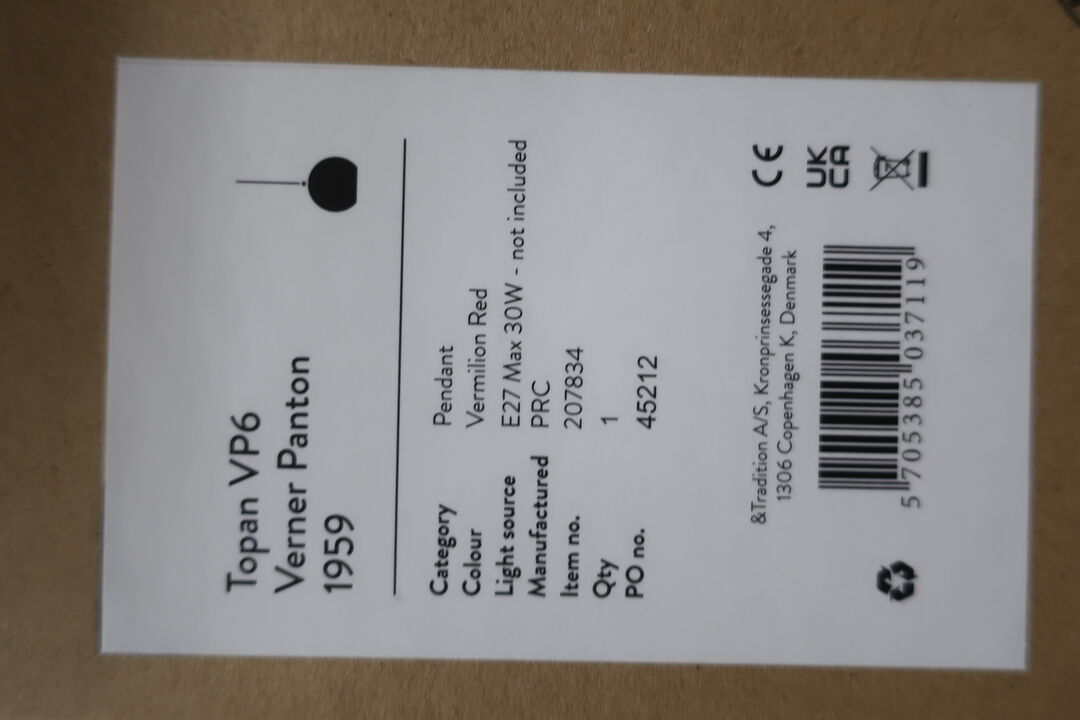 Topan VP6
Verner Panton
1959
Category Pendant
Colour Vermilion Red
Light source E27 Max 30W - not included
Manufactured PRC
Item no. 207834
Qty 1
PO no. 45212
&Tradition A/S, Kronprinsessegade 4,
1306 Copenhagen K, Denmark
CE
UK
CA
5 705385 037119